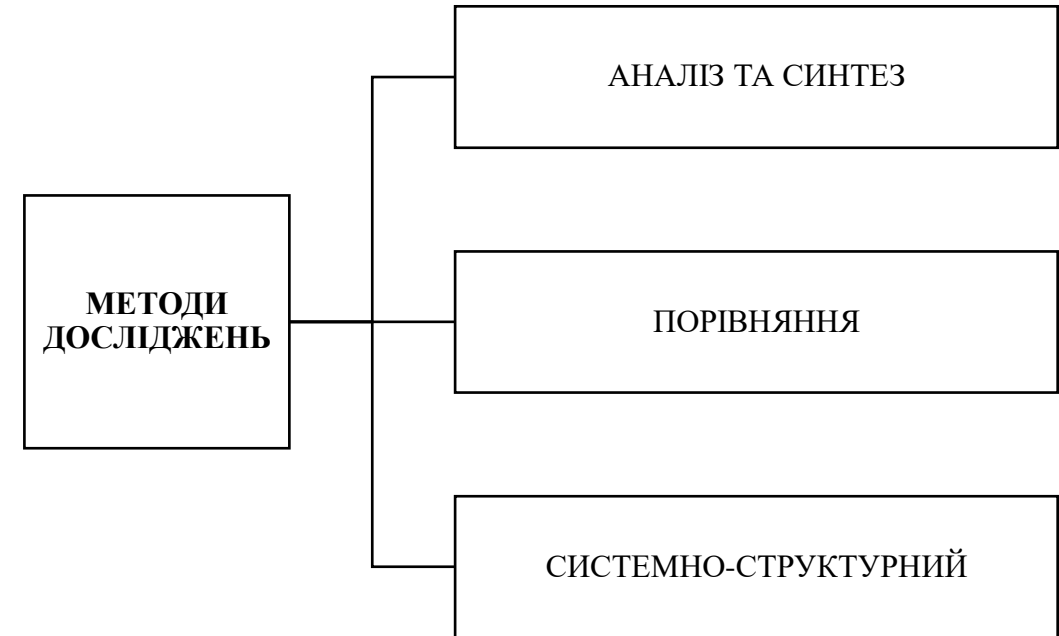 АНАЛІЗ ТА СИНТЕЗ
МЕТОДИ
ДОСЛІДЖЕНЬ
ПОРІВНЯННЯ
СИСТЕМНО-СТРУКТУРНИЙ